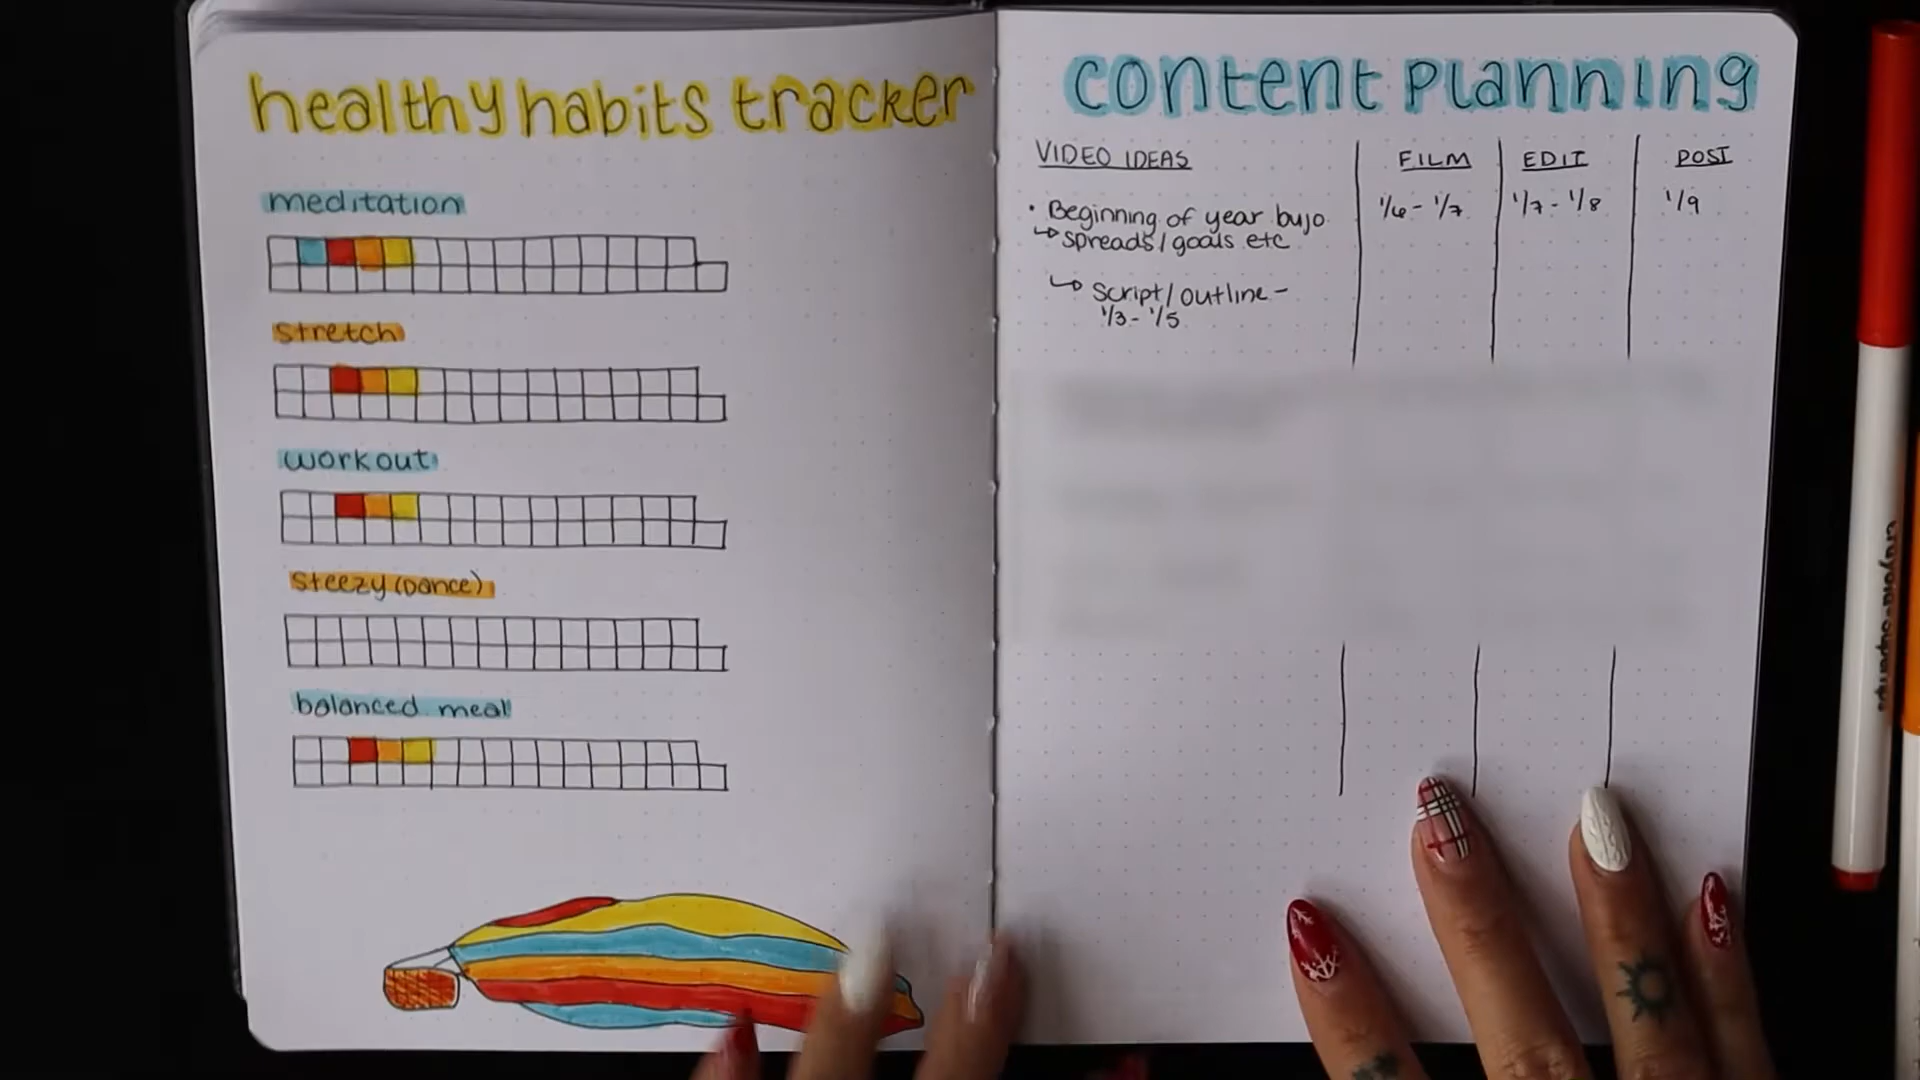 healthy habits tracker
meditation
stretch
workout
steezy (Dance)
balanced meal
content planning
VIDEO IDEAS
FILM
EDIT
POST
• Beginning of year bujo
↳ spreads/goals etc
1/6 - 1/7
1/7 - 1/8
1/9
↳ Script/outline -
1/3 - 1/5
crayola supertips